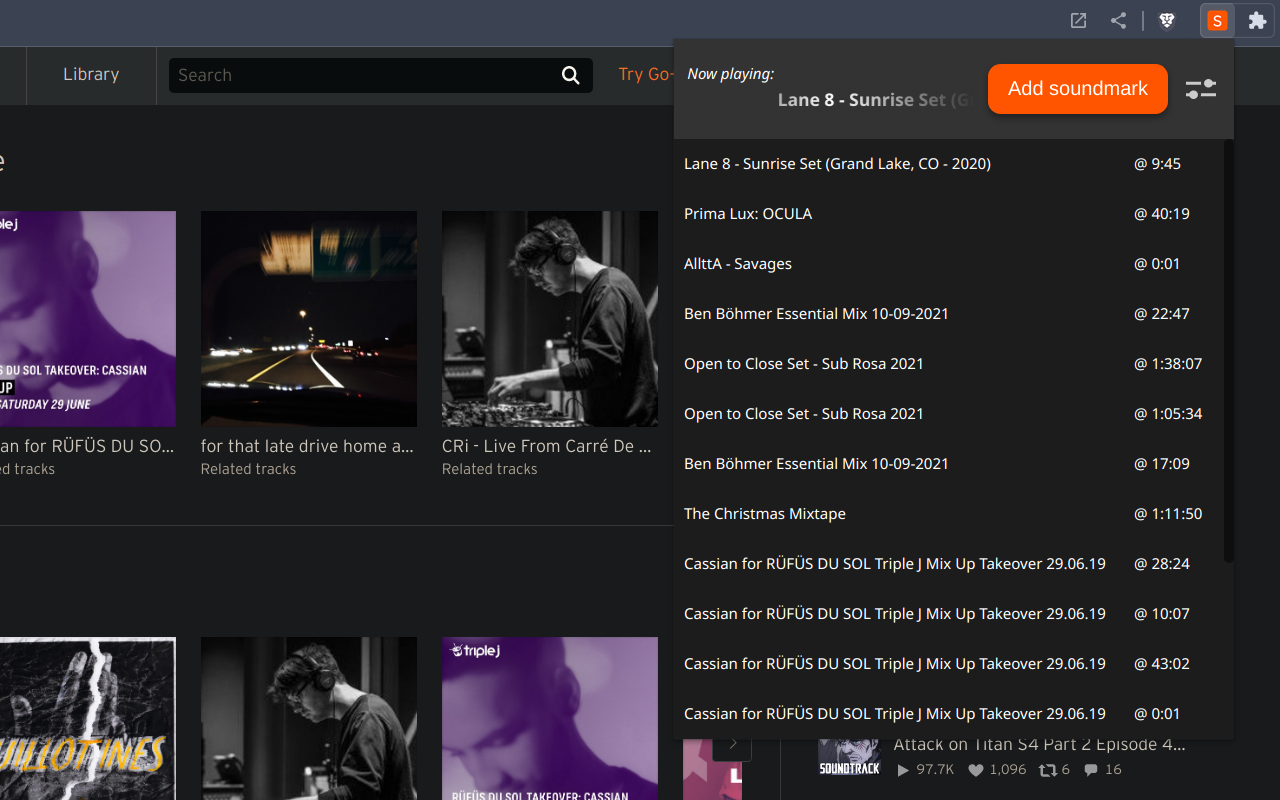 S
Library
Search
Try Go
Now playing:
Lane 8 - Sunrise Set (G
Add soundmark
Lane 8 - Sunrise Set (Grand Lake, CO - 2020) @ 9:45
Prima Lux: OCULA @ 40:19
AllttA - Savages @ 0:01
Ben Böhmer Essential Mix 10-09-2021 @ 22:47
Open to Close Set - Sub Rosa 2021 @ 1:38:07
Open to Close Set - Sub Rosa 2021 @ 1:05:34
Ben Böhmer Essential Mix 10-09-2021 @ 17:09
The Christmas Mixtape @ 1:11:50
Cassian for RÜFÜS DU SOL Triple J Mix Up Takeover 29.06.19 @ 28:24
Cassian for RÜFÜS DU SOL Triple J Mix Up Takeover 29.06.19 @ 10:07
Cassian for RÜFÜS DU SOL Triple J Mix Up Takeover 29.06.19 @ 43:02
Cassian for RÜFÜS DU SOL Triple J Mix Up Takeover 29.06.19 @ 0:01
e
ple j
S DU SOL TAKEOVER: CASSIAN
UP
SATURDAY 29 JUNE
an for RÜFÜS DU SO...
ed tracks
for that late drive home a...
Related tracks
CRi - Live From Carré De ...
Related tracks
UILLOTINES
triple j
RÜFÜS DU SOL TAKEOVER: CASSIAN
L
SOUNDTRACK
Attack on Titan S4 Part 2 Episode 4...
97.7K 1,096 6 16